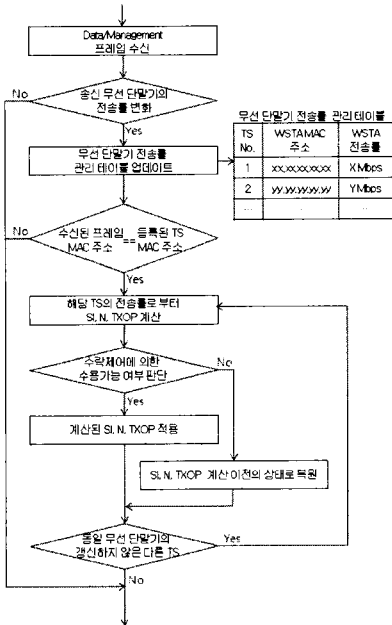 Data/Management
프레임 수신
No
송신 무선 단말기의
전송률 변화
Yes
무선 단말기 전송률
관리 테이블 업데이트
무선 단말기 전송률 관리 테이블
TS No.
WSTA MAC 주소
WSTA 전송률
1
xx.xx.xx.xx.xx
X Mbps
2
yy.yy.yy.yy.yy
Y Mbps
...
...
...
No
수신된 프레임 == 등록된 TS
MAC 주소 MAC 주소
Yes
해당 TS의 전송률로 부터
SI, N, TXOP 계산
수락제어에 의한
수용가능 여부 판단
No
Yes
계산된 SI, N, TXOP 적용
SI, N, TXOP 계산 이전의 상태로 복원
동일 무선 단말기의
갱신하지 않은 다른 TS
Yes
No